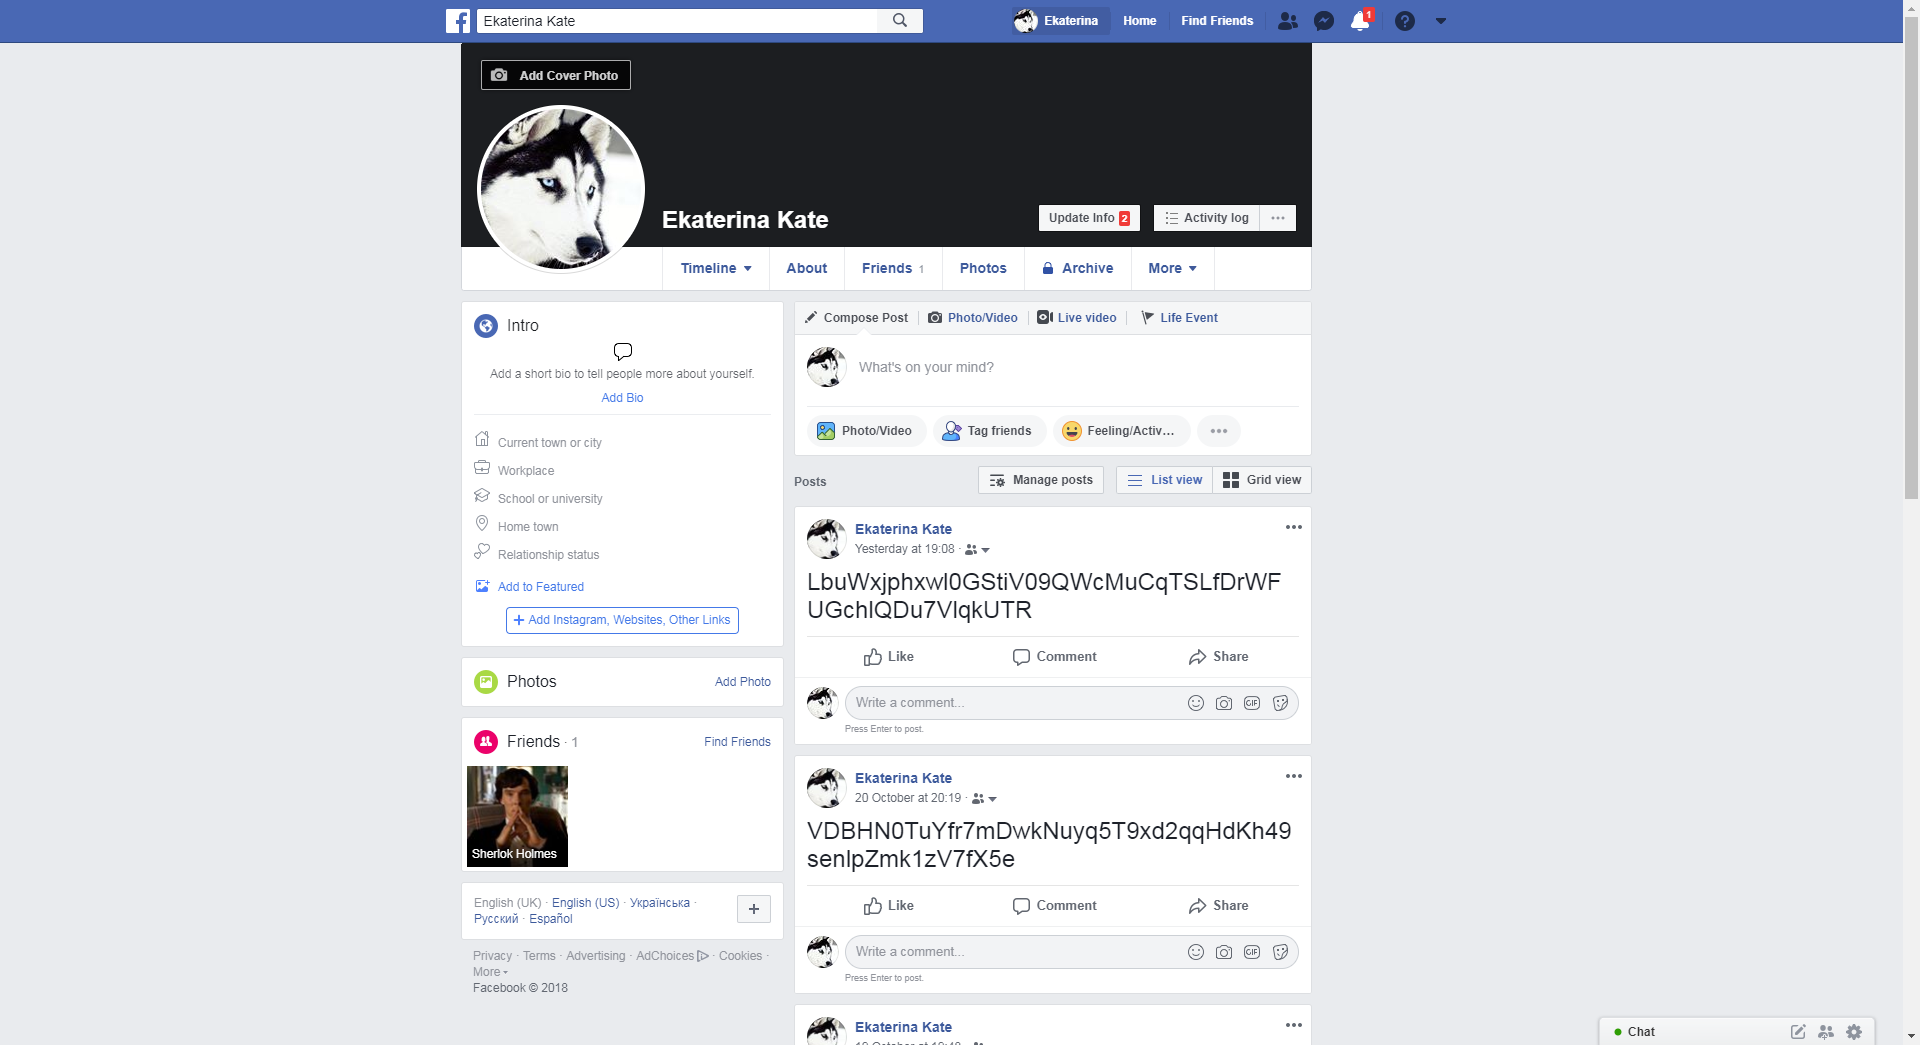 Ekaterina Kate
Ekaterina
Home
Find Friends
1
Add Cover Photo
Ekaterina Kate
Update Info 2
Activity log
Timeline
About
Friends 1
Photos
Archive
More
Intro
Add a short bio to tell people more about yourself.
Add Bio
Current town or city
Workplace
School or university
Home town
Relationship status
Add to Featured
+ Add Instagram, Websites, Other Links
Photos
Add Photo
Friends · 1
Find Friends
Sherlok Holmes
English (UK) · English (US) · Українська ·
Русский · Español
Privacy · Terms · Advertising · AdChoices · Cookies ·
More
Facebook © 2018
Compose Post
Photo/Video
Live video
Life Event
What's on your mind?
Photo/Video
Tag friends
Feeling/Activ...
Posts
Manage posts
List view
Grid view
Ekaterina Kate
Yesterday at 19:08 ·
LbuWxjphxwl0GStiV09QWcMuCqTSLfDrWF
UGchlQDu7VlqkUTR
Like
Comment
Share
Write a comment...
GIF
Press Enter to post.
Ekaterina Kate
20 October at 20:19 ·
VDBHN0TuYfr7mDwkNuyq5T9xd2qqHdKh49
senlpZmk1zV7fX5e
Like
Comment
Share
Write a comment...
GIF
Press Enter to post.
Ekaterina Kate
Chat